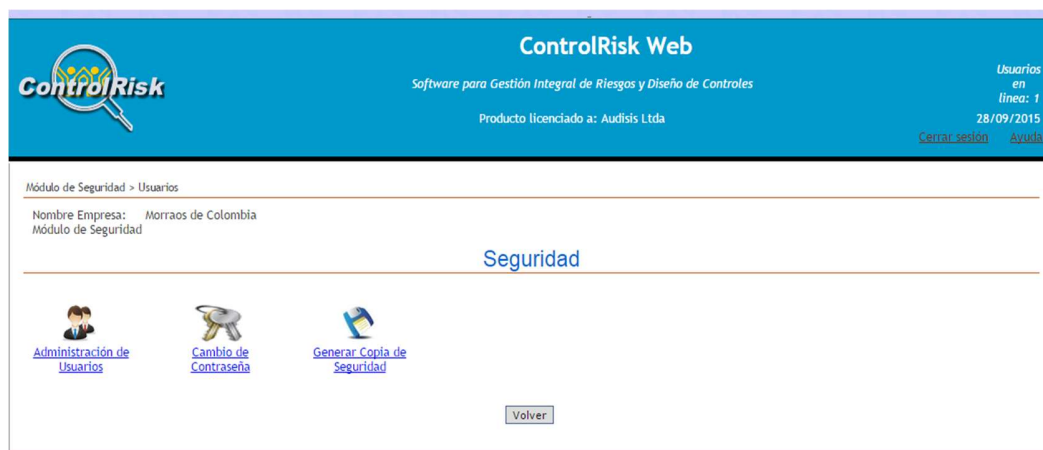 ControlRisk Web
ControlRisk
Software para Gestión Integral de Riesgos y Diseño de Controles
Producto licenciado a: Audisis Ltda
Usuarios
en
linea: 1
28/09/2015
Cerrar sesión Ayuda
Módulo de Seguridad > Usuarios
Nombre Empresa: Morraos de Colombia
Módulo de Seguridad
Seguridad
Administración de
Usuarios
Cambio de
Contraseña
Generar Copia de
Seguridad
Volver